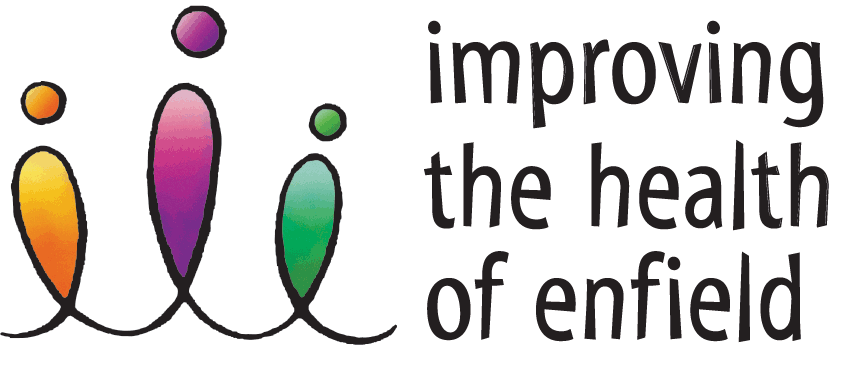 improving
the health
of enfield